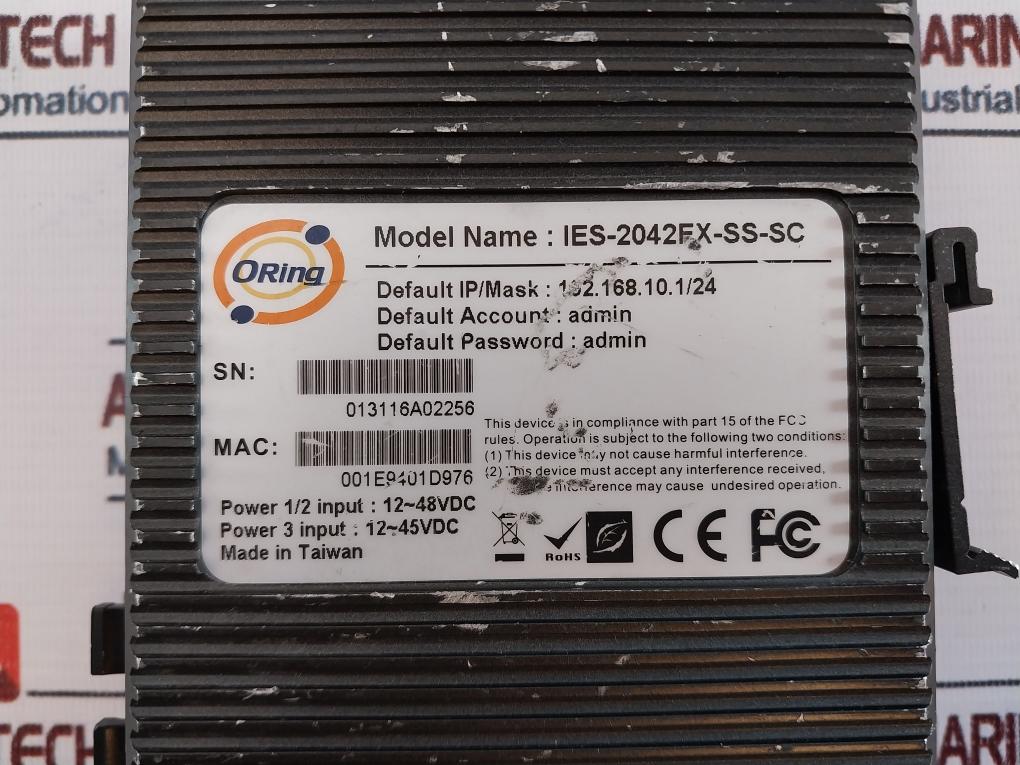 TECH
ARIN
omation
ustrial
ORing
Model Name : IES-2042FX-SS-SC
Default IP/Mask : 192.168.10.1/24
Default Account : admin
Default Password : admin
SN:
013116A02256
MAC:
001E9401D976
This device is in compliance with part 15 of the FCC
rules. Operation is subject to the following two conditions:
(1) This device may not cause harmful interference.
(2) This device must accept any interference received,
interference may cause undesired operation.
Power 1/2 input : 12~48VDC
Power 3 input : 12~45VDC
Made in Taiwan
RoHS
CE
FC
TECH
ARIN